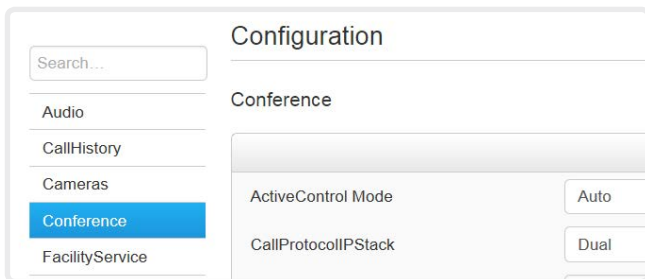 Configuration
Search...
Conference
Audio
CallHistory
Cameras
ActiveControl Mode Auto
Conference
CallProtocolIPStack Dual
FacilityService